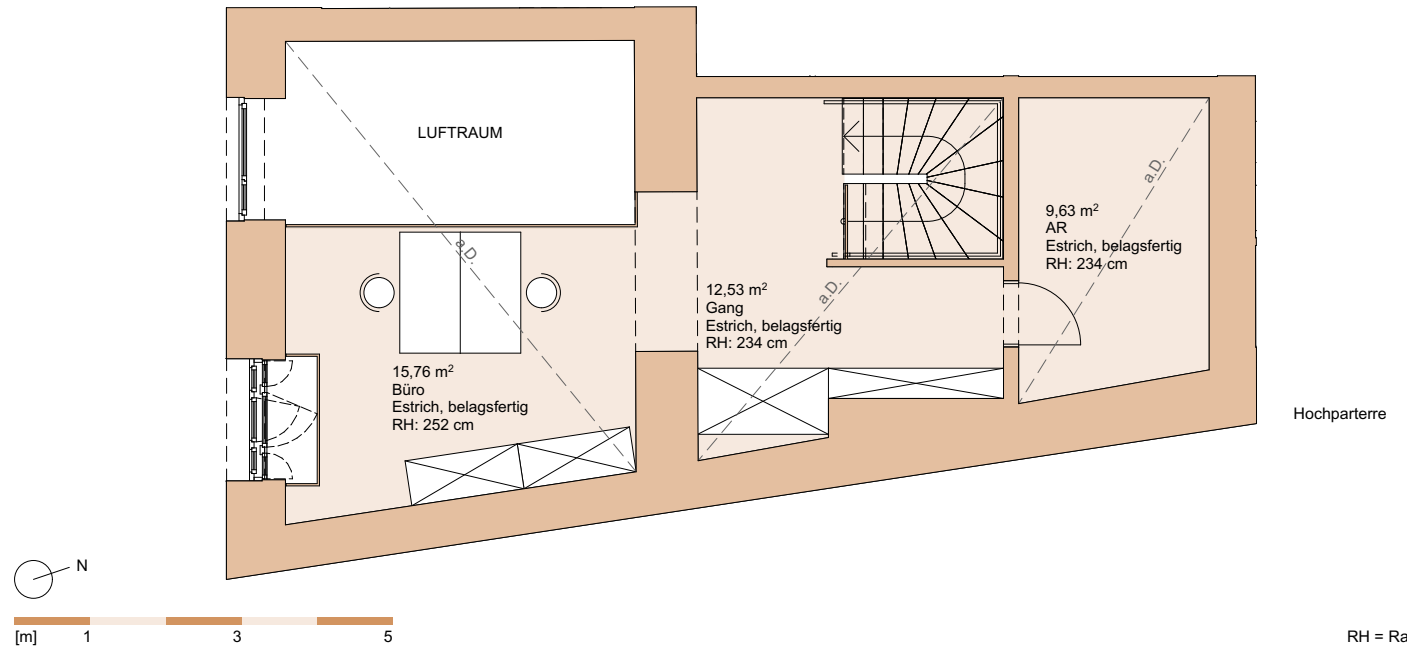 LUFTRAUM
a.D.
15,76 m²
Büro
Estrich, belagsfertig
RH: 252 cm
12,53 m²
Gang
Estrich, belagsfertig
RH: 234 cm
a.D.
9,63 m²
AR
Estrich, belagsfertig
RH: 234 cm
a.D.
Hochparterre
N
[m] 1 3 5
RH = Ra